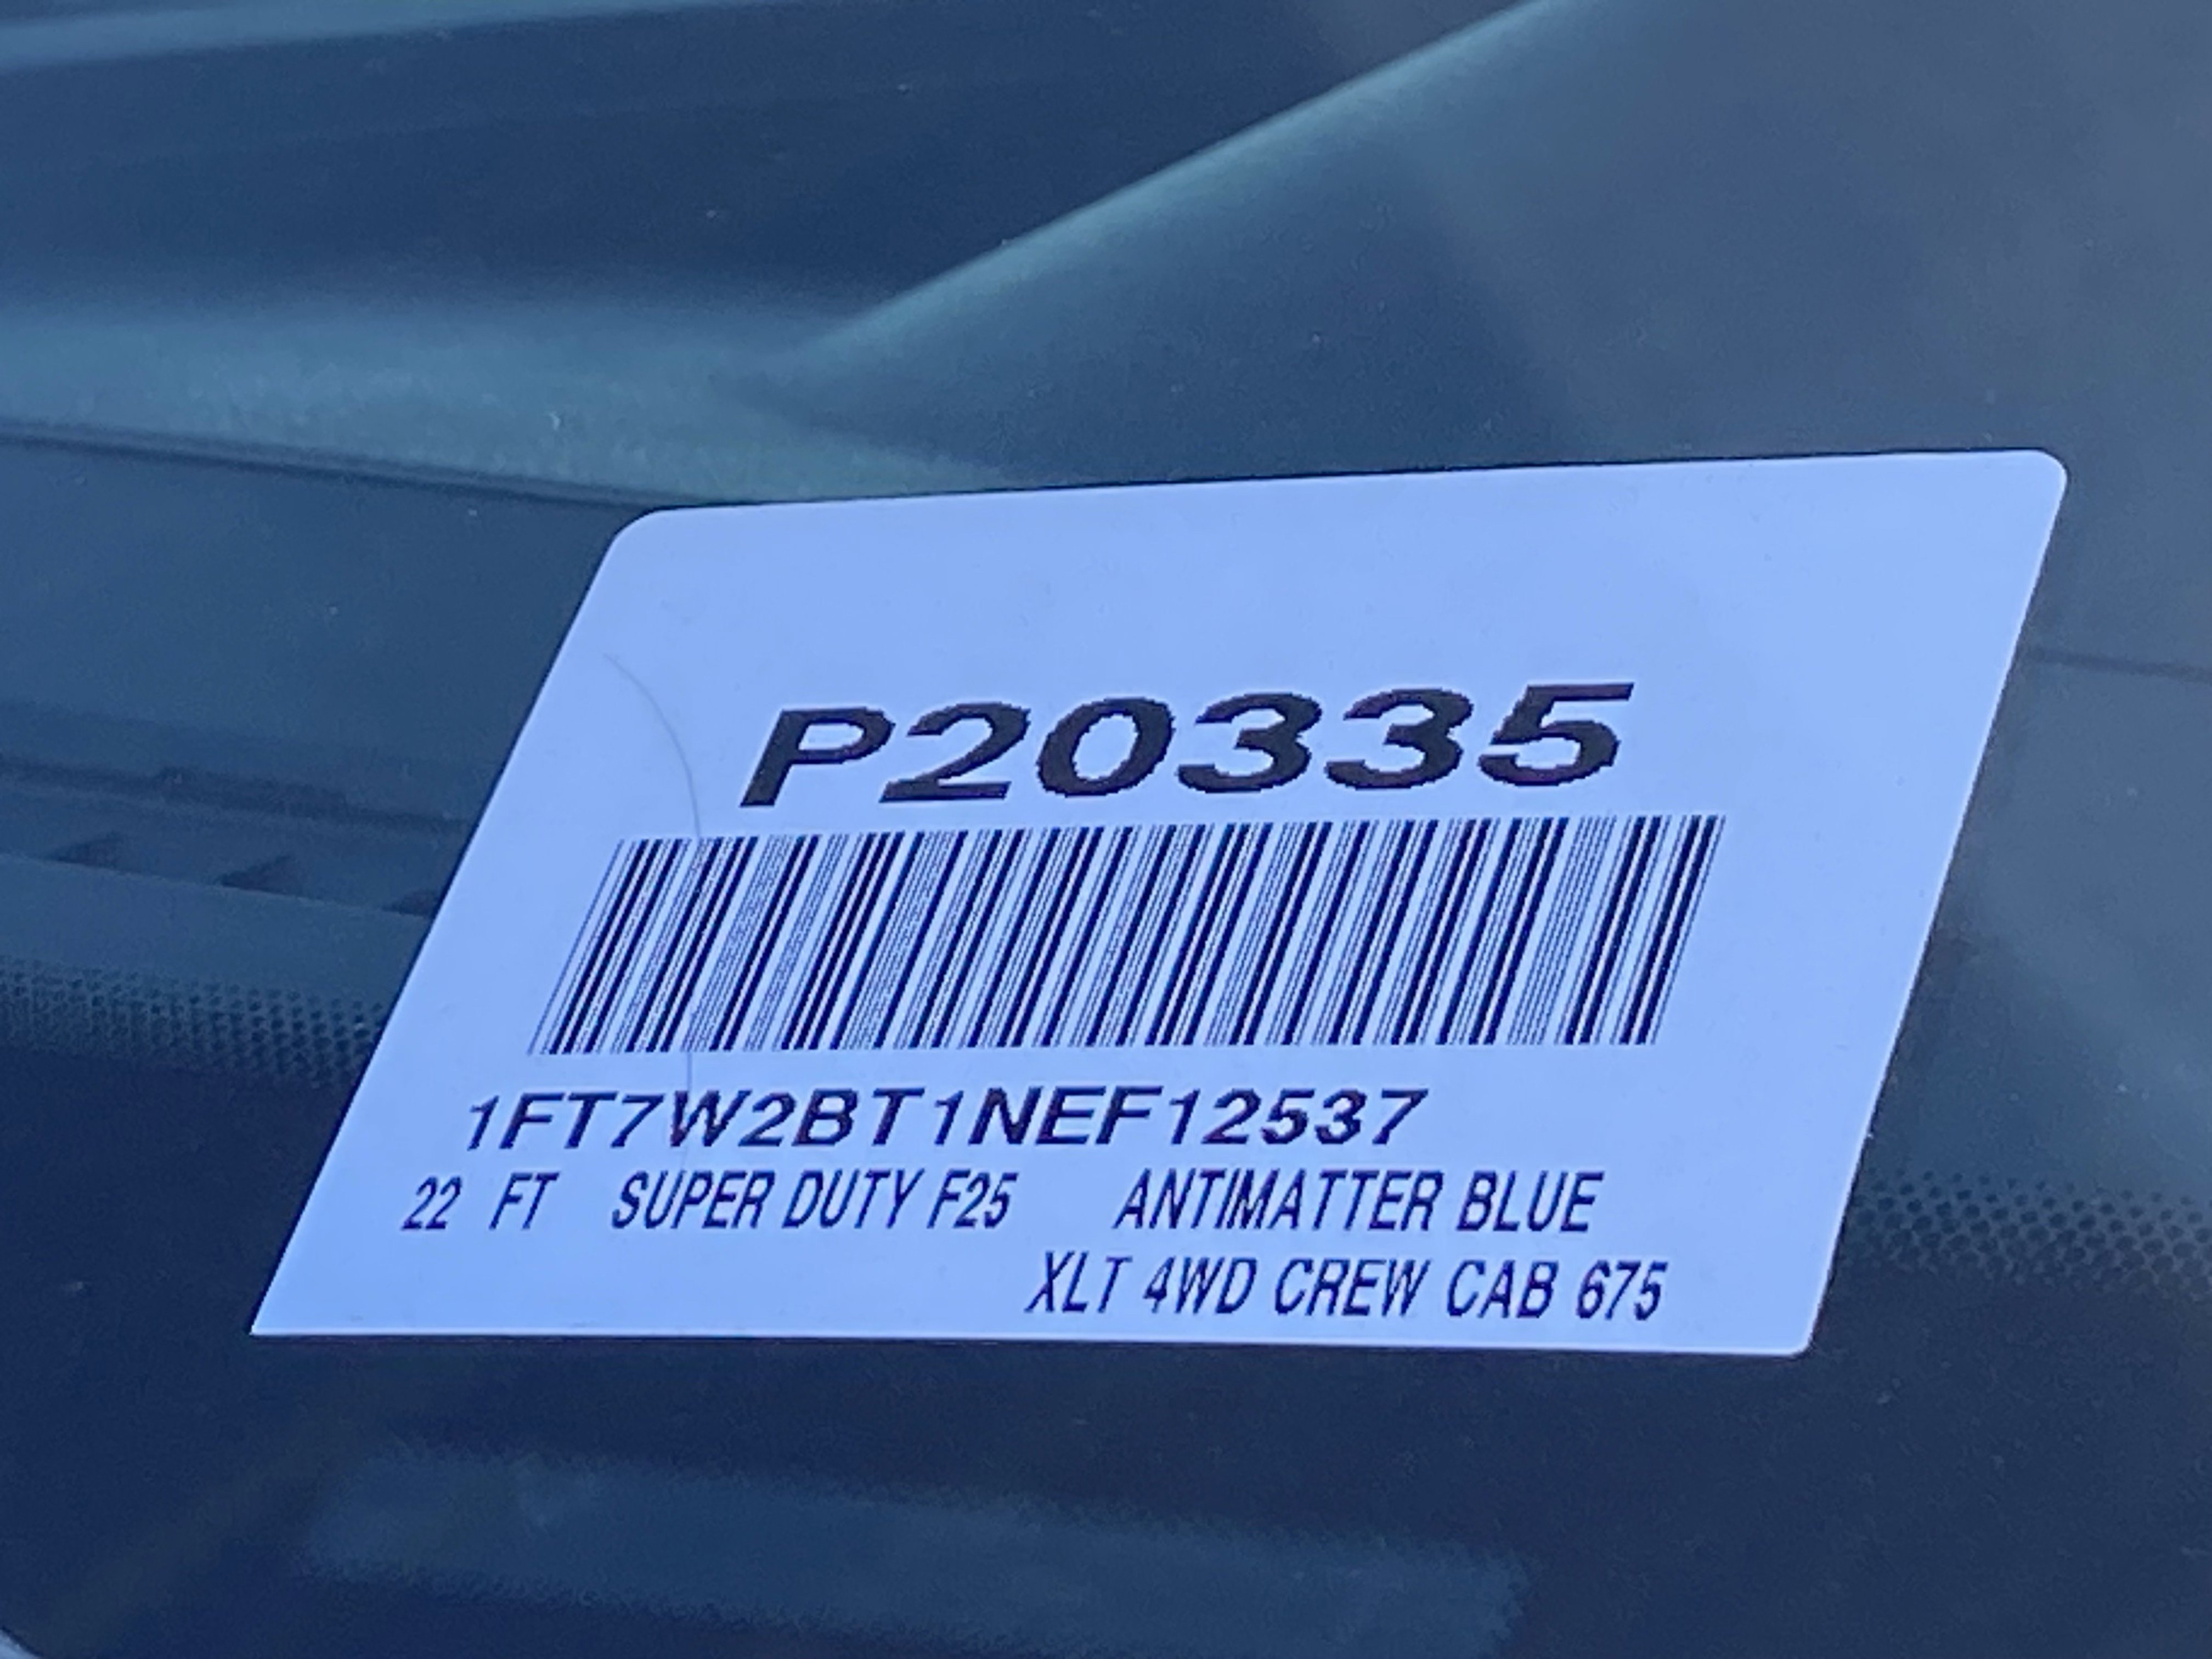 P20335
1FT7W2BT1NEF12537
22 FT SUPER DUTY F25 ANTIMATTER BLUE
XLT 4WD CREW CAB 675